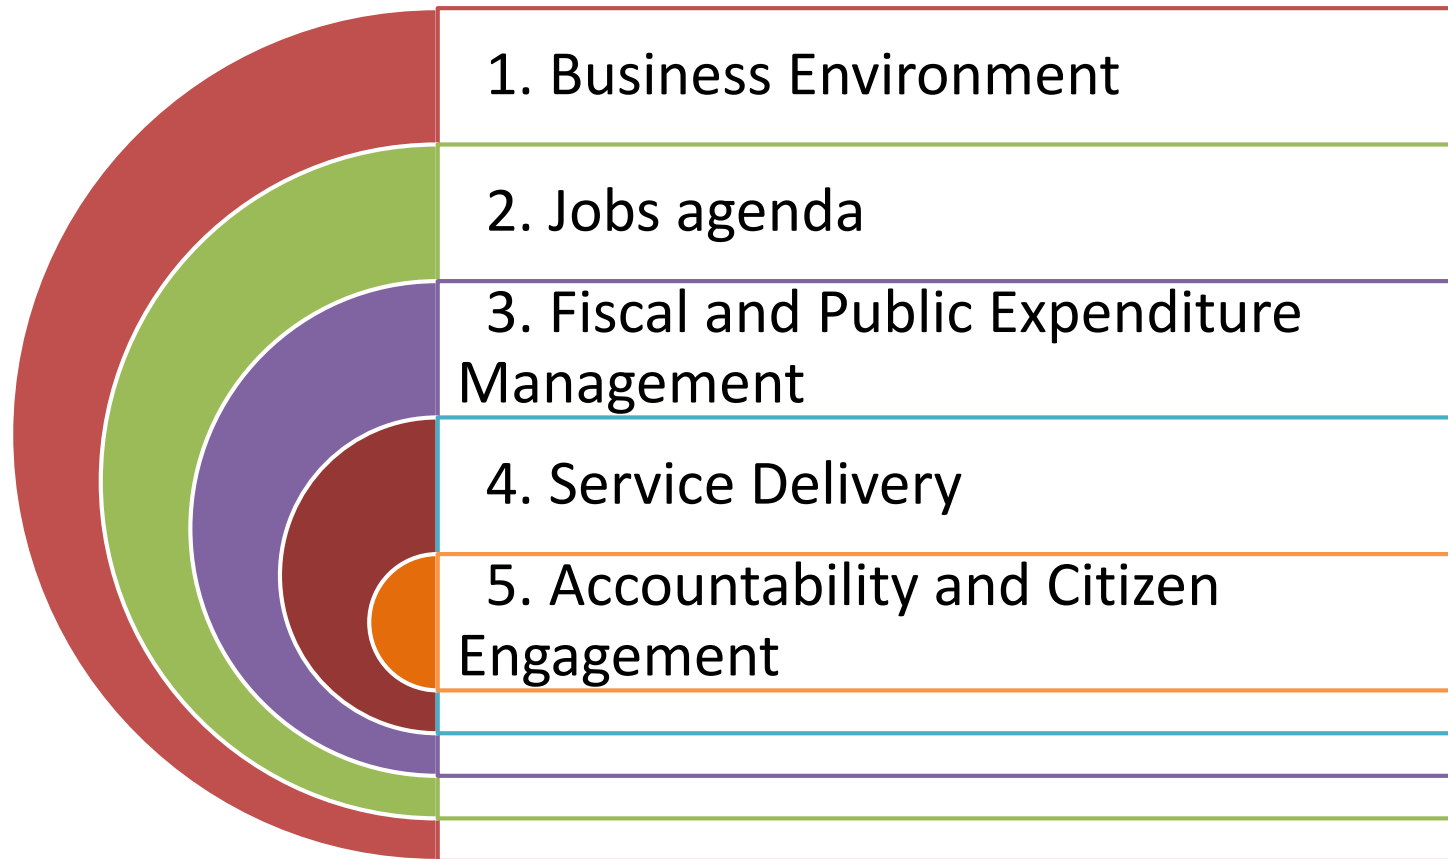 1. Business Environment
2. Jobs agenda
3. Fiscal and Public Expenditure
Management
4. Service Delivery
5. Accountability and Citizen
Engagement